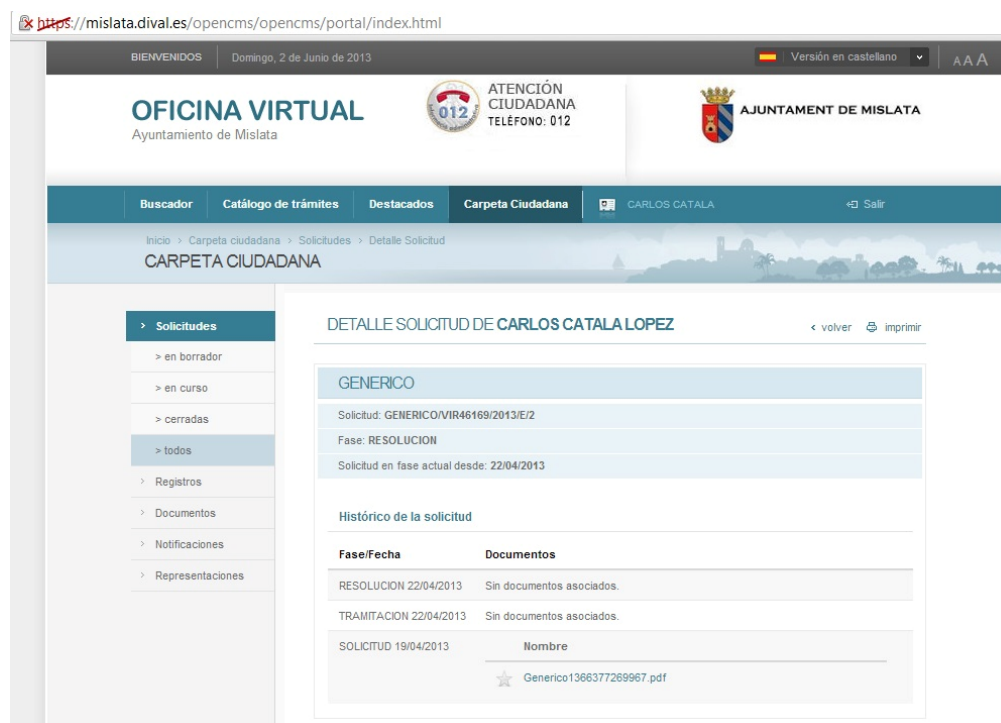 https://mislata.dival.es/opencms/opencms/portal/index.html
BIENVENIDOS Domingo, 2 de Junio de 2013 Versión en castellano A A A
OFICINA VIRTUAL
Ayuntamiento de Mislata
012
ATENCIÓN
CIUDADANA
TELÉFONO: 012
AJUNTAMENT DE MISLATA
Buscador Catálogo de trámites Destacados Carpeta Ciudadana CARLOS CATALA Salir
Inicio > Carpeta ciudadana > Solicitudes > Detalle Solicitud
CARPETA CIUDADANA
> Solicitudes
> en borrador
> en curso
> cerradas
> todos
> Registros
> Documentos
> Notificaciones
> Representaciones
DETALLE SOLICITUD DE CARLOS CATALA LOPEZ
< volver imprimir
GENERICO
Solicitud: GENERICO/VIR46169/2013/E/2
Fase: RESOLUCION
Solicitud en fase actual desde: 22/04/2013
Histórico de la solicitud
Fase/Fecha Documentos
RESOLUCION 22/04/2013 Sin documentos asociados.
TRAMITACION 22/04/2013 Sin documentos asociados.
SOLICITUD 19/04/2013 Nombre
Generico1366377269967.pdf